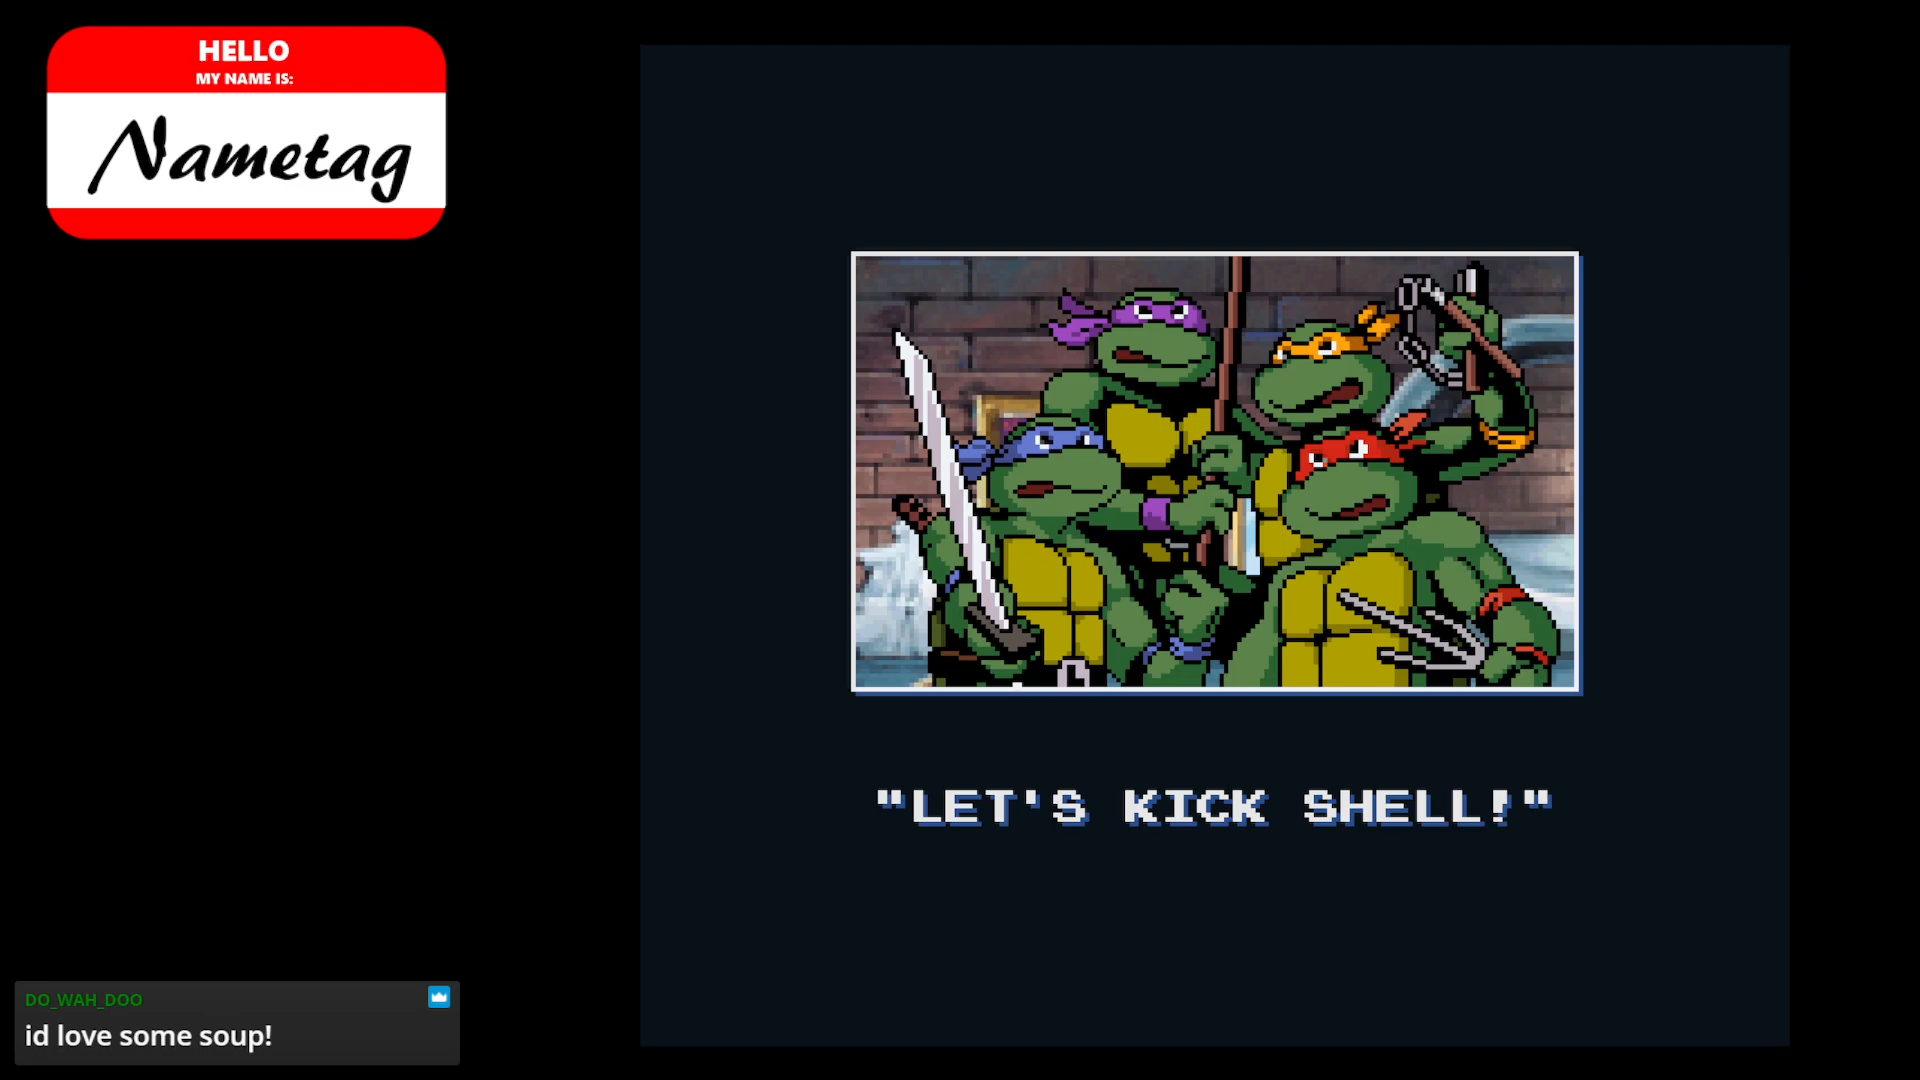 HELLO
MY NAME IS:
Nametag
"LET'S KICK SHELL!"
DO_WAH_DOO
id love some soup!